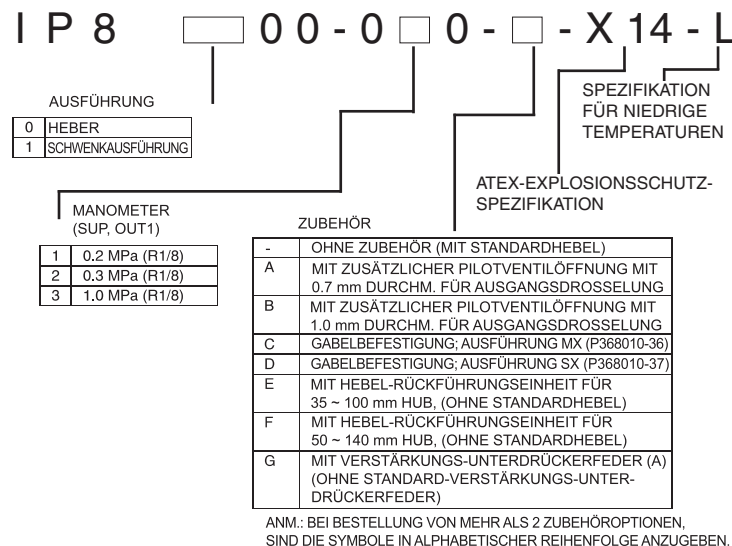 IP8 □00-0□0-□-X14-L
AUSFÜHRUNG
0 HEBER
1 SCHWENKAUSFÜHRUNG
SPEZIFIKATION
FÜR NIEDRIGE
TEMPERATUREN
ATEX-EXPLOSIONSSCHUTZ-
SPEZIFIKATION
MANOMETER
(SUP, OUT1)
1 0.2 MPa (R1/8)
2 0.3 MPa (R1/8)
3 1.0 MPa (R1/8)
ZUBEHÖR
- OHNE ZUBEHÖR (MIT STANDARDHEBEL)
A MIT ZUSÄTZLICHER PILOTVENTILÖFFNUNG MIT
0.7 mm DURCHM. FÜR AUSGANGSDROSSELUNG
B MIT ZUSÄTZLICHER PILOTVENTILÖFFNUNG MIT
1.0 mm DURCHM. FÜR AUSGANGSDROSSELUNG
C GABELBEFESTIGUNG; AUSFÜHRUNG MX (P368010-36)
D GABELBEFESTIGUNG; AUSFÜHRUNG SX (P368010-37)
E MIT HEBEL-RÜCKFÜHRUNGSEINHEIT FÜR
35 ~ 100 mm HUB, (OHNE STANDARDHEBEL)
F MIT HEBEL-RÜCKFÜHRUNGSEINHEIT FÜR
50 ~ 140 mm HUB, (OHNE STANDARDHEBEL)
G MIT VERSTÄRKUNGS-UNTERDRÜCKERFEDER (A)
(OHNE STANDARD-VERSTÄRKUNGS-UNTER-
DRÜCKERFEDER)
ANM.: BEI BESTELLUNG VON MEHR ALS 2 ZUBEHÖROPTIONEN,
SIND DIE SYMBOLE IN ALPHABETISCHER REIHENFOLGE ANZUGEBEN.